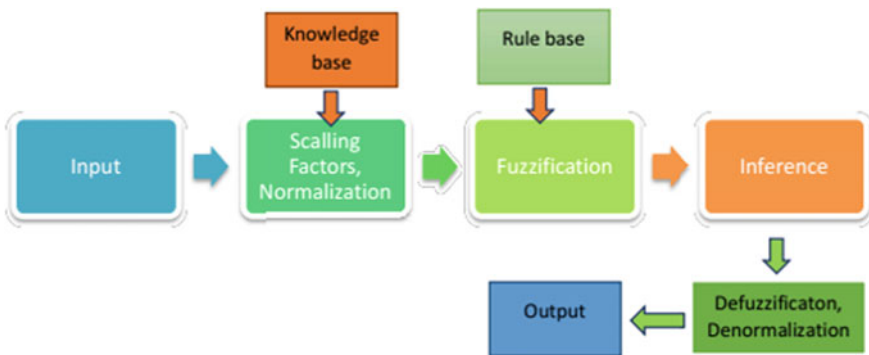 Knowledge
base
Rule base
Input
Scalling
Factors,
Normalization
Fuzzification
Inference
Output
Defuzzificaton,
Denormalization